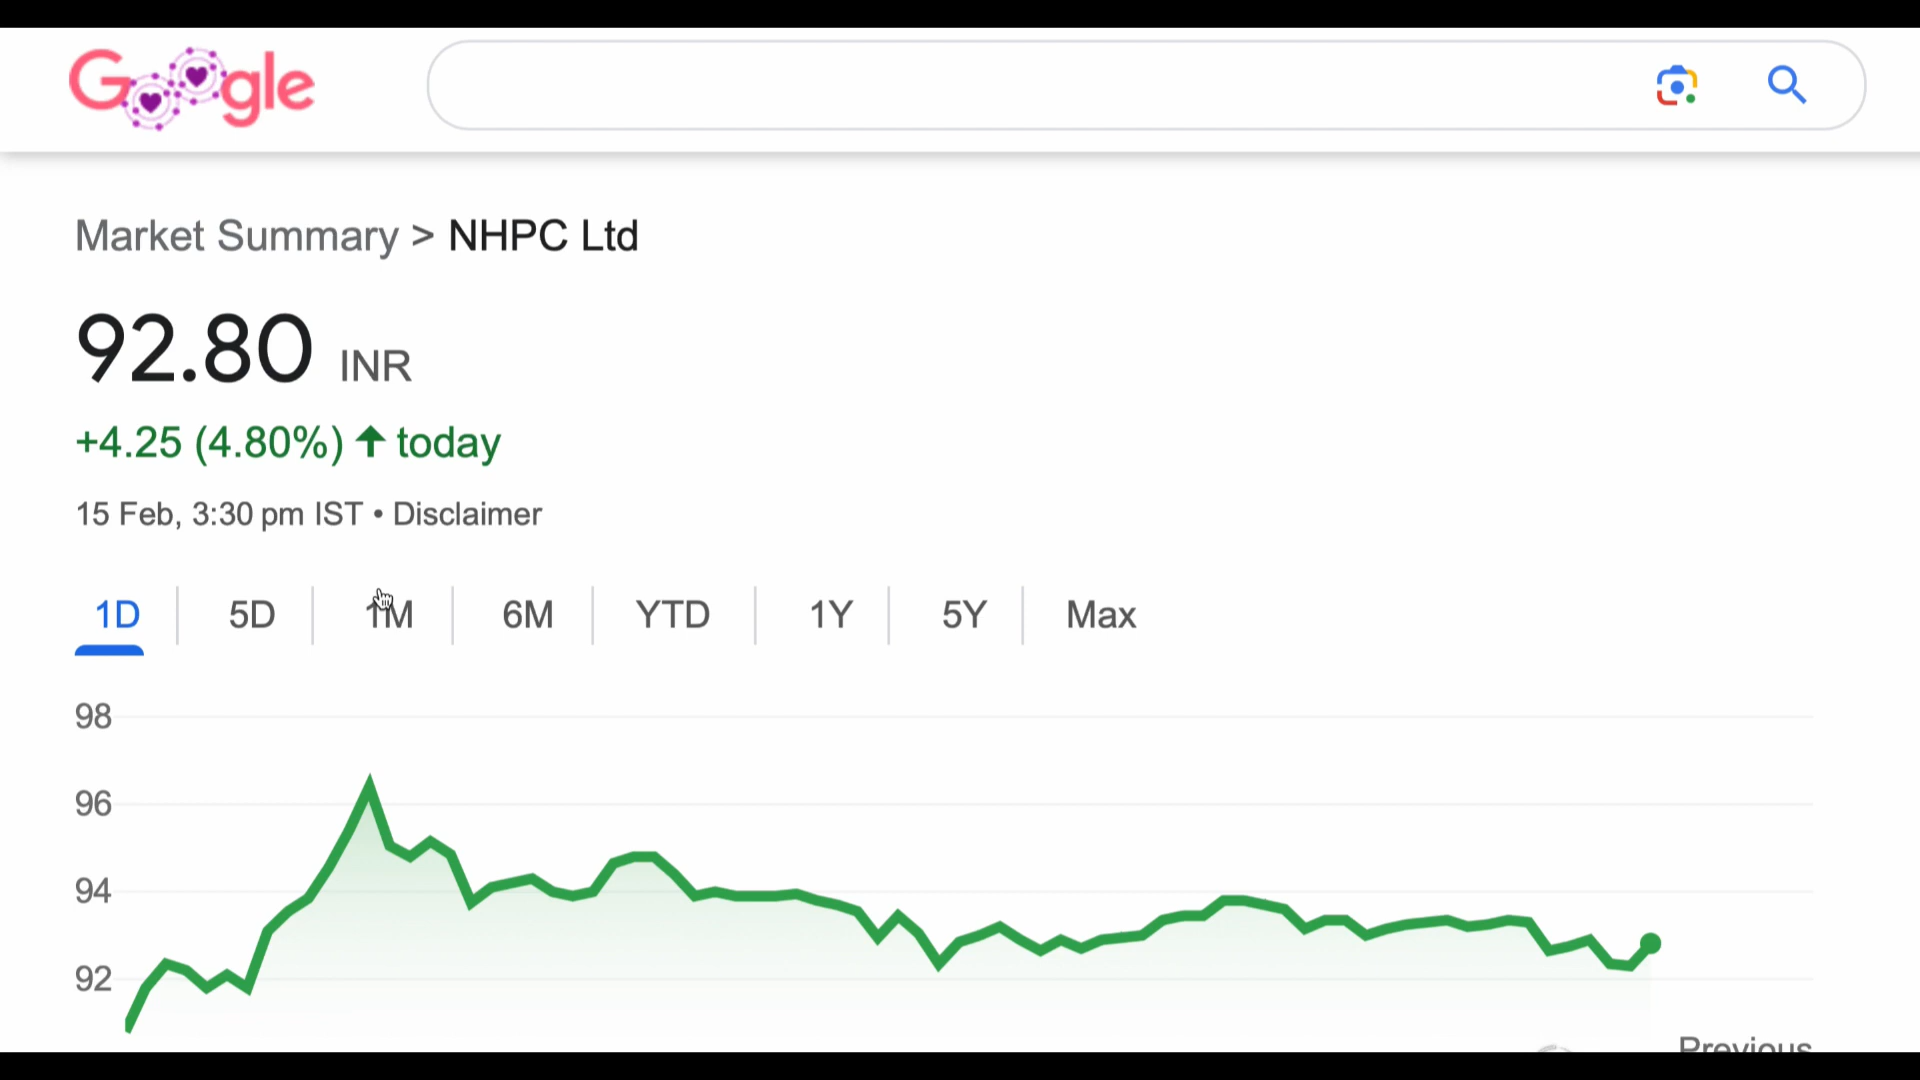 Google
Market Summary > NHPC Ltd
92.80 INR
+4.25 (4.80%) ↑ today
15 Feb, 3:30 pm IST • Disclaimer
1D 5D 1M 6M YTD 1Y 5Y Max
98
96
94
92
Previous